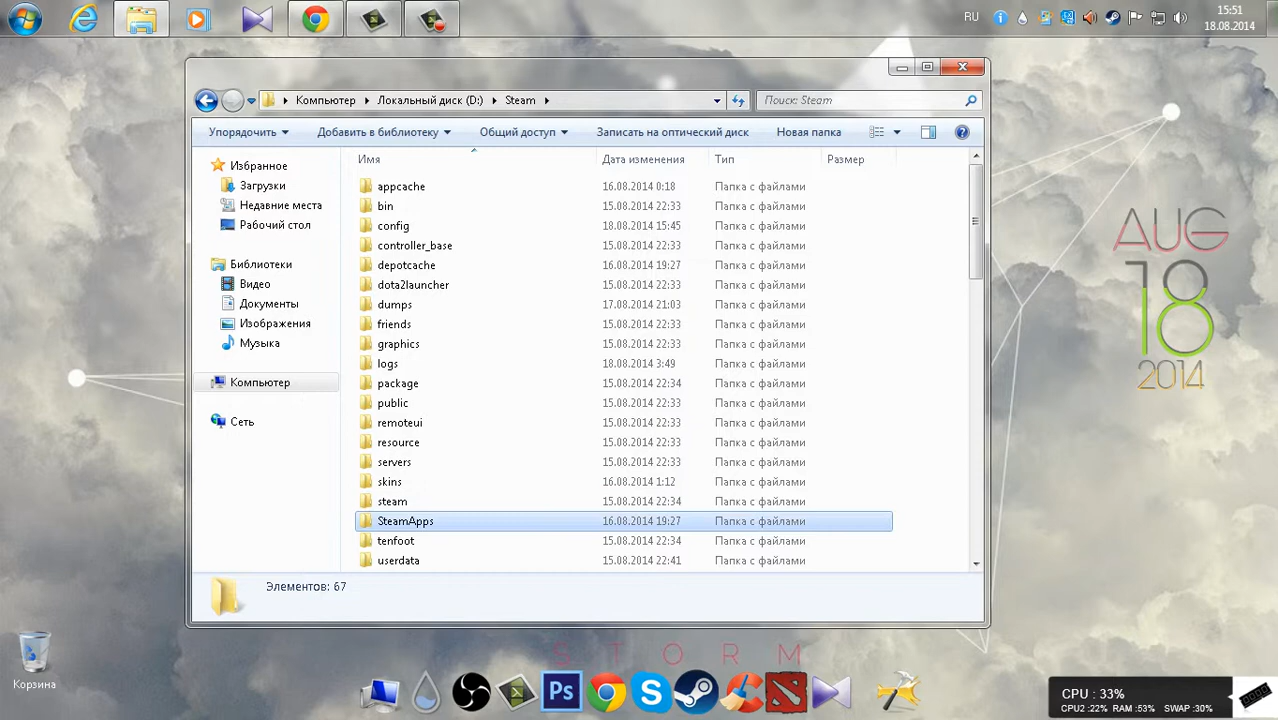 RU
15:51
18.08.2014
Компьютер
Локальный диск (D:)
Steam
Поиск: Steam
Упорядочить
Добавить в библиотеку
Общий доступ
Записать на оптический диск
Новая папка
Избранное
Загрузки
Недавние места
Рабочий стол
Библиотеки
Видео
Документы
Изображения
Музыка
Компьютер
Сеть
Имя Дата изменения Тип Размер
appcache 16.08.2014 0:18 Папка с файлами
bin 15.08.2014 22:33 Папка с файлами
config 18.08.2014 15:45 Папка с файлами
controller_base 15.08.2014 22:33 Папка с файлами
depotcache 16.08.2014 19:27 Папка с файлами
dota2launcher 15.08.2014 22:33 Папка с файлами
dumps 17.08.2014 21:03 Папка с файлами
friends 15.08.2014 22:33 Папка с файлами
graphics 15.08.2014 22:33 Папка с файлами
logs 18.08.2014 3:49 Папка с файлами
package 15.08.2014 22:34 Папка с файлами
public 15.08.2014 22:33 Папка с файлами
remoteui 15.08.2014 22:33 Папка с файлами
resource 15.08.2014 22:33 Папка с файлами
servers 15.08.2014 22:33 Папка с файлами
skins 16.08.2014 1:12 Папка с файлами
steam 15.08.2014 22:34 Папка с файлами
SteamApps 16.08.2014 19:27 Папка с файлами
tenfoot 15.08.2014 22:34 Папка с файлами
userdata 15.08.2014 22:41 Папка с файлами
Элементов: 67
AUG
18
2014
STORM
Корзина
Ps
CPU : 33%
CPU2 :22% RAM :53% SWAP :30%